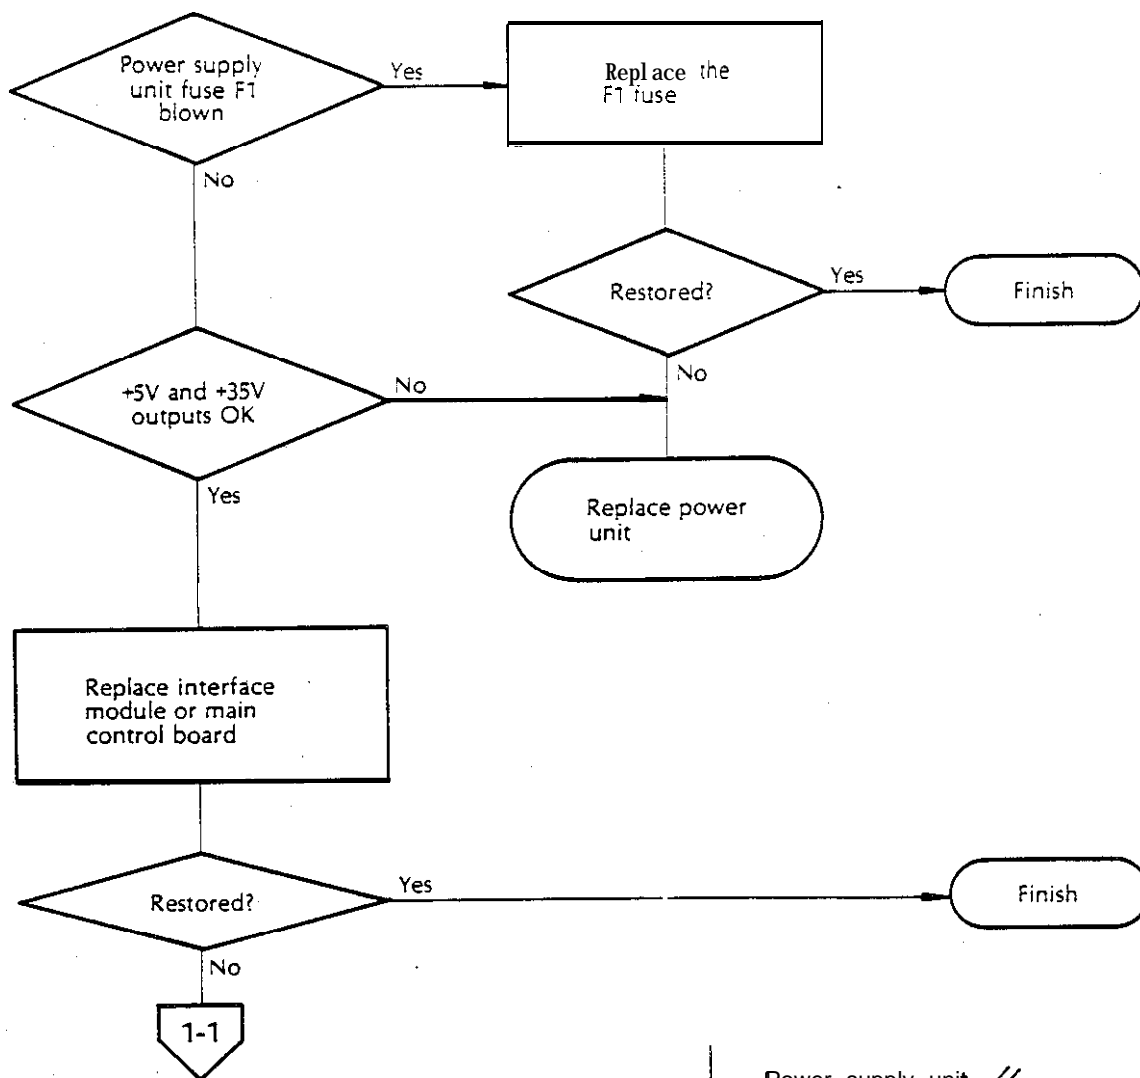 Power supply
unit fuse F1
blown
Yes
Replace the
F1 fuse
No
Restored?
Yes
Finish
No
+5V and +35V
outputs OK
No
Yes
Replace power
unit
Replace interface
module or main
control board
Restored?
Yes
Finish
No
1-1
Power supply unit